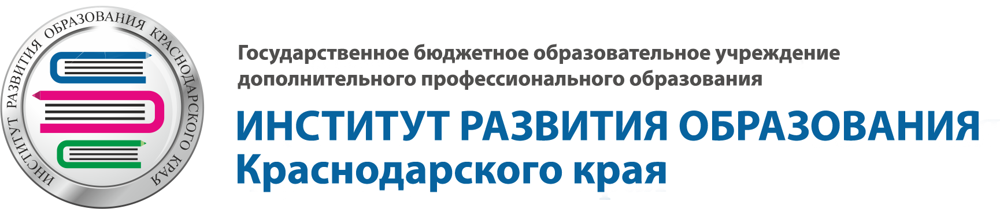 ИНСТИТУТ РАЗВИТИЯ ОБРАЗОВАНИЯ КРАСНОДАРСКОГО КРАЯ
Государственное бюджетное образовательное учреждение
дополнительного профессионального образования
ИНСТИТУТ РАЗВИТИЯ ОБРАЗОВАНИЯ
Краснодарского края